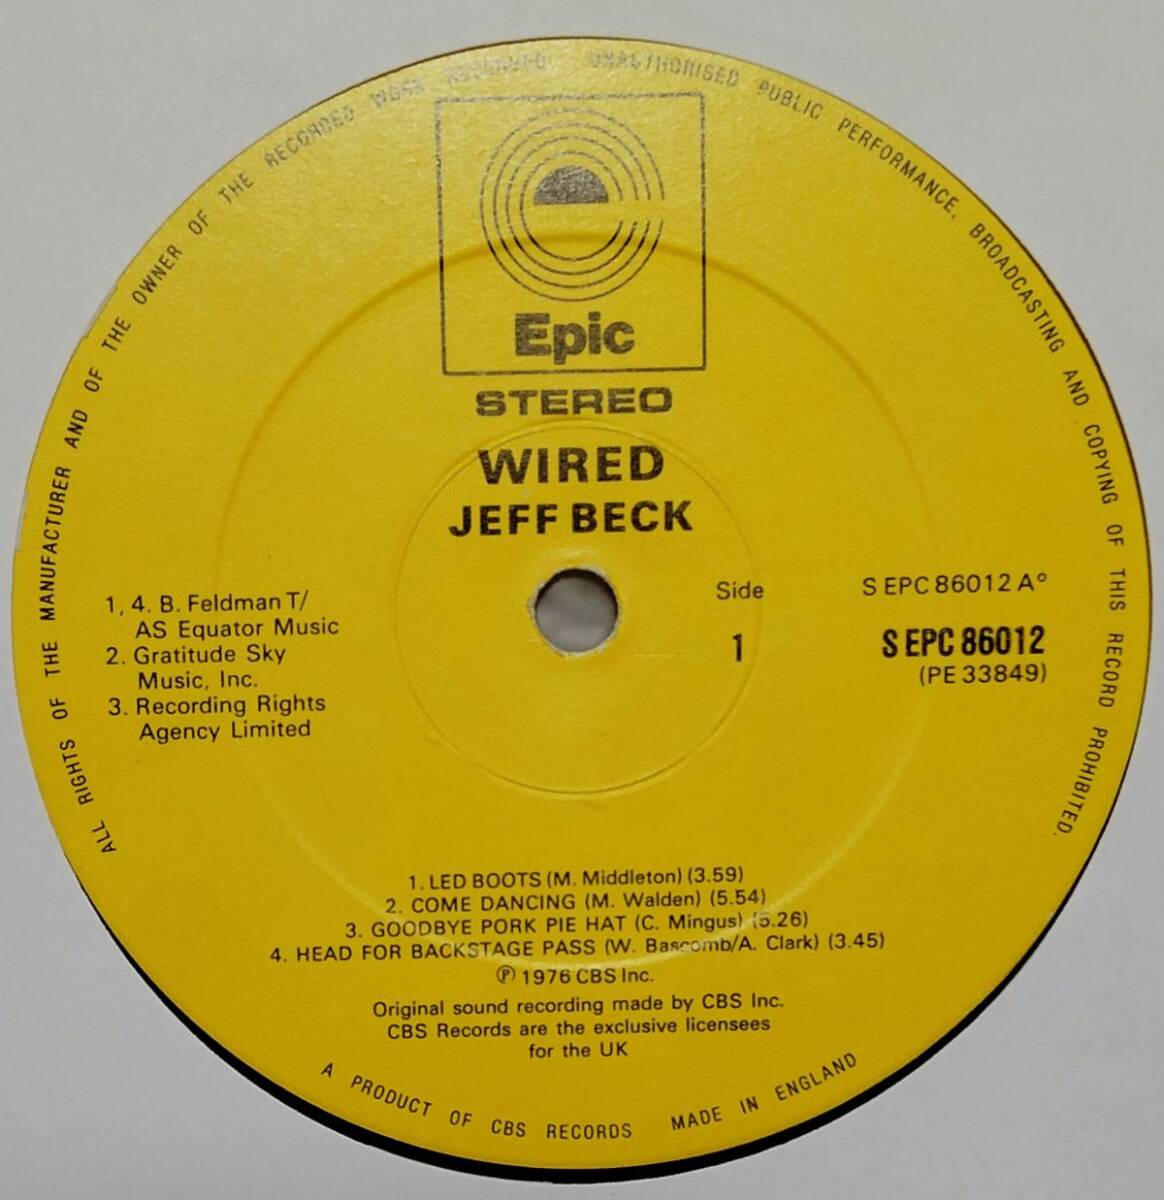 ALL RIGHTS OF THE MANUFACTURER AND OF THE OWNER OF THE RECORDED WORK RESERVED UNAUTHORISED PUBLIC PERFORMANCE, BROADCASTING AND COPYING OF THIS RECORD PROHIBITED.
Epic
STEREO
WIRED
JEFF BECK
1, 4. B. Feldman T/
AS Equator Music
2. Gratitude Sky
Music, Inc.
3. Recording Rights
Agency Limited
Side
1
S EPC 86012 A°
S EPC 86012
(PE 33849)
1. LED BOOTS (M. Middleton) (3.59)
2. COME DANCING (M. Walden) (5.54)
3. GOODBYE PORK PIE HAT (C. Mingus) (5.26)
4. HEAD FOR BACKSTAGE PASS (W. Bascomb/A. Clark) (3.45)
℗ 1976 CBS Inc.
Original sound recording made by CBS Inc.
CBS Records are the exclusive licensees
for the UK
A PRODUCT OF CBS RECORDS MADE IN ENGLAND